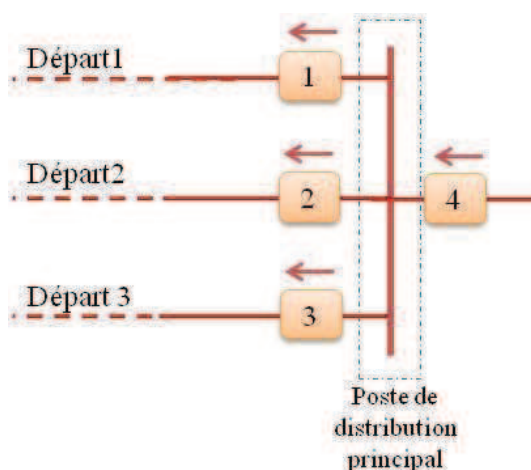 Départ1
1
Départ2
2
4
Départ 3
3
Poste de
distribution
principal